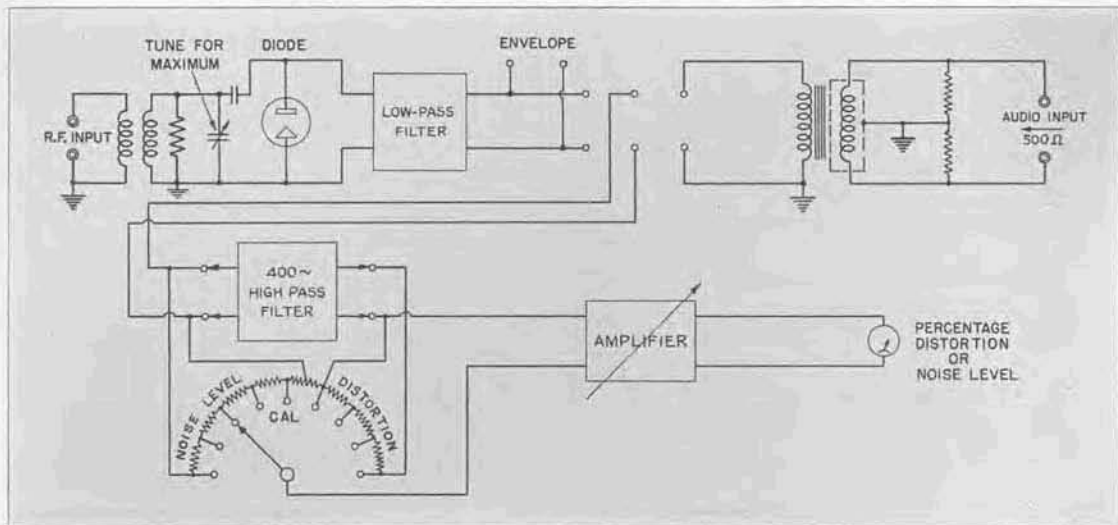 TUNE FOR
MAXIMUM
DIODE
ENVELOPE
R.F. INPUT
LOW-PASS
FILTER
AUDIO INPUT
500 Ω
400~
HIGH PASS
FILTER
AMPLIFIER
PERCENTAGE
DISTORTION
OR
NOISE LEVEL
NOISE LEVEL
CAL
DISTORTION